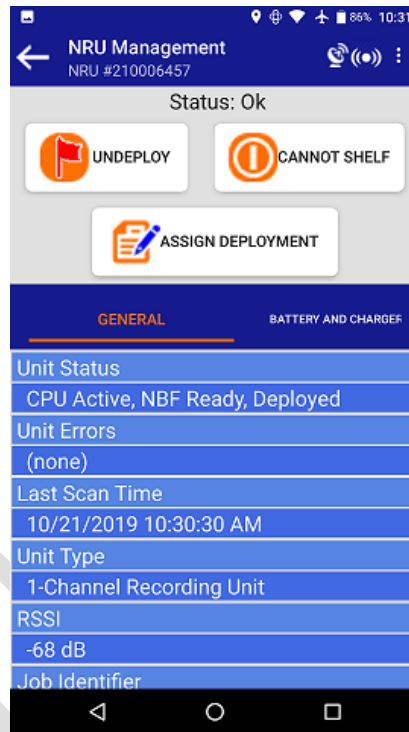 86% 10:31
NRU Management
NRU #210006457
Status: Ok
UNDEPLOY
CANNOT SHELF
ASSIGN DEPLOYMENT
GENERAL
BATTERY AND CHARGER
Unit Status
CPU Active, NBF Ready, Deployed
Unit Errors
(none)
Last Scan Time
10/21/2019 10:30:30 AM
Unit Type
1-Channel Recording Unit
RSSI
-68 dB
Job Identifier